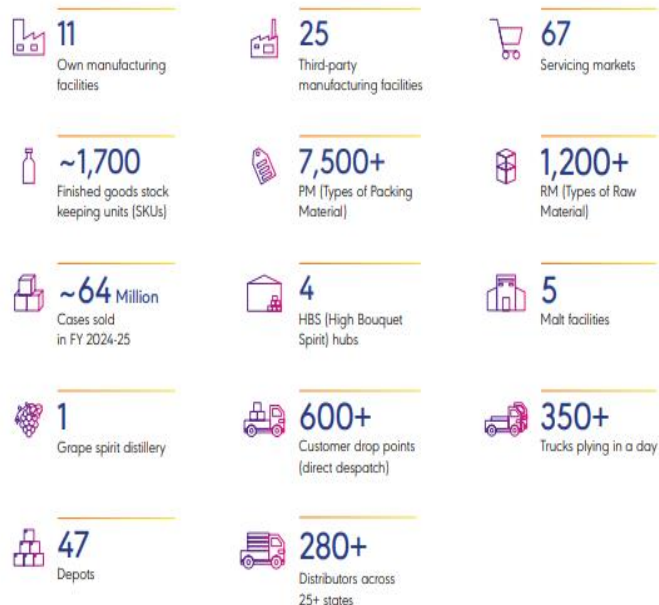 11
Own manufacturing
facilities
25
Third-party
manufacturing facilities
67
Servicing markets
~1,700
Finished goods stock
keeping units (SKUs)
7,500+
PM (Types of Packing
Material)
1,200+
RM (Types of Raw
Material)
~64 Million
Cases sold
in FY 2024-25
4
HBS (High Bouquet
Spirit) hubs
5
Malt facilities
1
Grape spirit distillery
600+
Customer drop points
(direct despatch)
350+
Trucks plying in a day
47
Depots
280+
Distributors across
25+ states